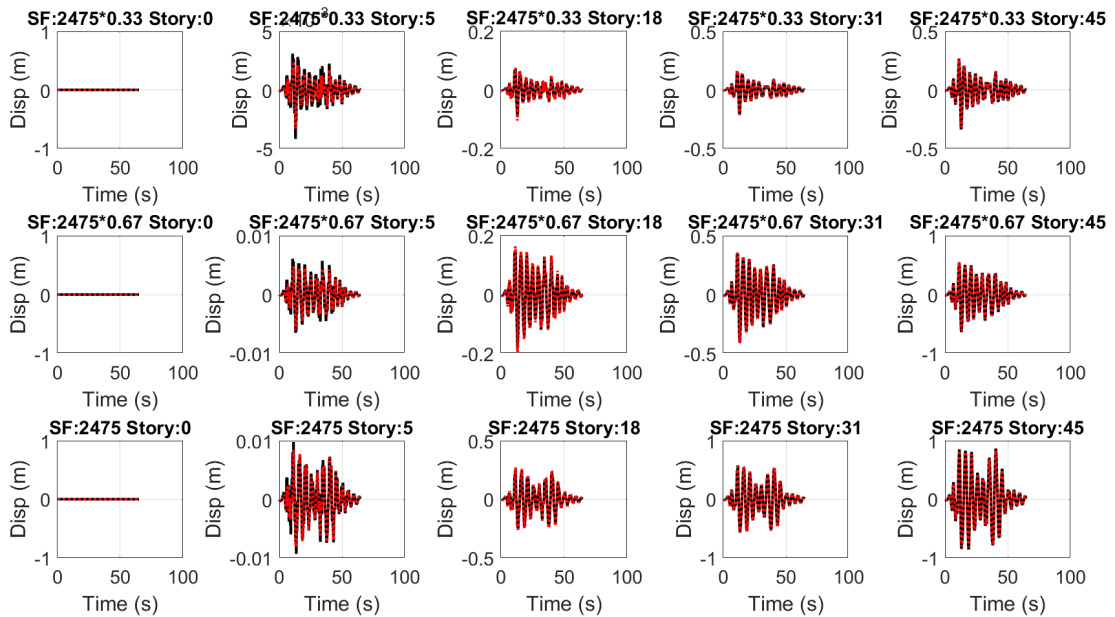 SF:2475*0.33 Story:0 SF:2475*0.33 Story:5 SF:2475*0.33 Story:18 SF:2475*0.33 Story:31 SF:2475*0.33 Story:45
1 5 0.2 0.5 0.5
Disp (m) Disp (m) Disp (m) Disp (m) Disp (m)
0 0 0 0 0
-1 -5 -0.2 -0.5 -0.5
0 50 100 0 50 100 0 50 100 0 50 100 0 50 100
Time (s) Time (s) Time (s) Time (s) Time (s)
SF:2475*0.67 Story:0 SF:2475*0.67 Story:5 SF:2475*0.67 Story:18 SF:2475*0.67 Story:31 SF:2475*0.67 Story:45
1 0.01 0.2 0.5 1
Disp (m) Disp (m) Disp (m) Disp (m) Disp (m)
0 0 0 0 0
-1 -0.01 -0.2 -0.5 -1
0 50 100 0 50 100 0 50 100 0 50 100 0 50 100
Time (s) Time (s) Time (s) Time (s) Time (s)
SF:2475 Story:0 SF:2475 Story:5 SF:2475 Story:18 SF:2475 Story:31 SF:2475 Story:45
1 0.01 0.5 1 1
Disp (m) Disp (m) Disp (m) Disp (m) Disp (m)
0 0 0 0 0
-1 -0.01 -0.5 -1 -1
0 50 100 0 50 100 0 50 100 0 50 100 0 50 100
Time (s) Time (s) Time (s) Time (s) Time (s)